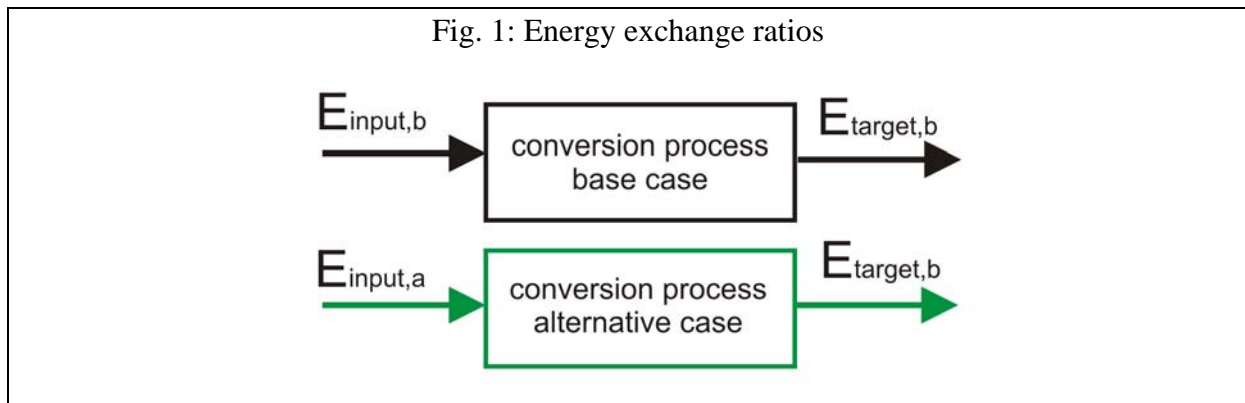 Fig. 1: Energy exchange ratios
Einput,b
conversion process
base case
Etarget,b
Einput,a
conversion process
alternative case
Etarget,b